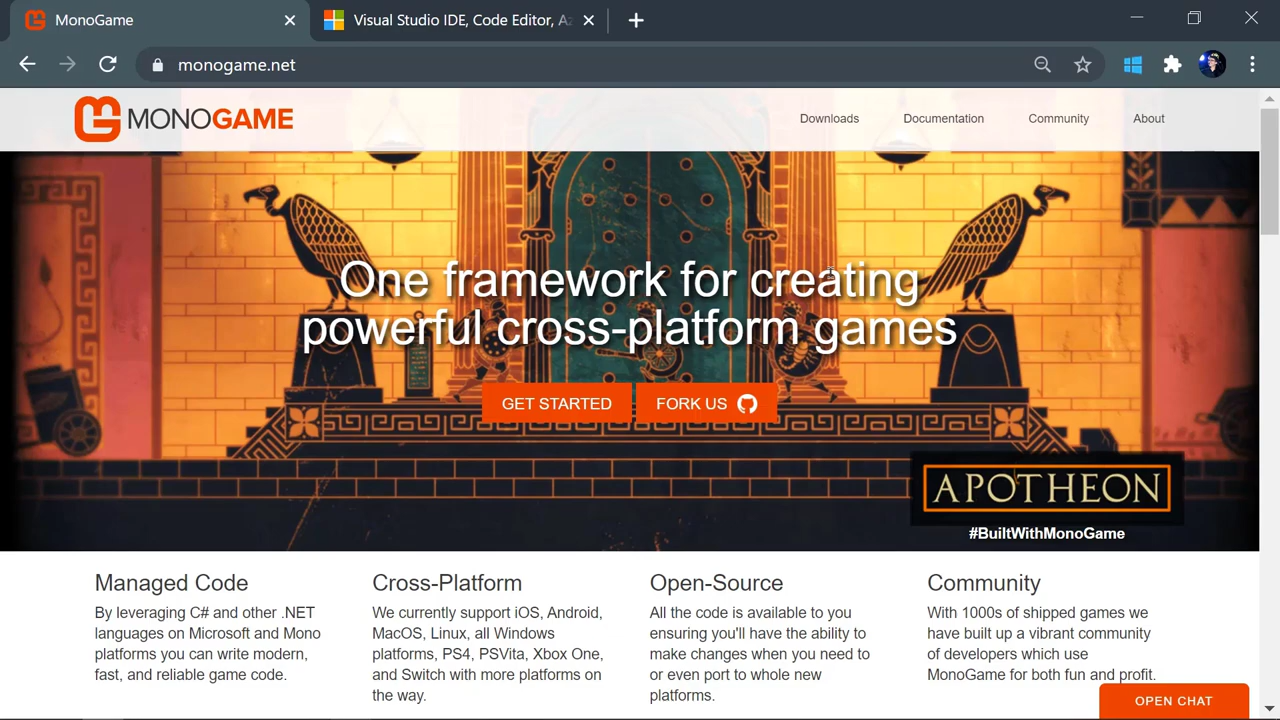 MonoGame
Visual Studio IDE, Code Editor, Az
monogame.net
MONOGAME
Downloads
Documentation
Community
About
One framework for creating
powerful cross-platform games
GET STARTED
FORK US
APOTHEON
#BuiltWithMonoGame
Managed Code
By leveraging C# and other .NET
languages on Microsoft and Mono
platforms you can write modern,
fast, and reliable game code.
Cross-Platform
We currently support iOS, Android,
MacOS, Linux, all Windows
platforms, PS4, PSVita, Xbox One,
and Switch with more platforms on
the way.
Open-Source
All the code is available to you
ensuring you'll have the ability to
make changes when you need to
or even port to whole new
platforms.
Community
With 1000s of shipped games we
have built up a vibrant community
of developers which use
MonoGame for both fun and profit.
OPEN CHAT